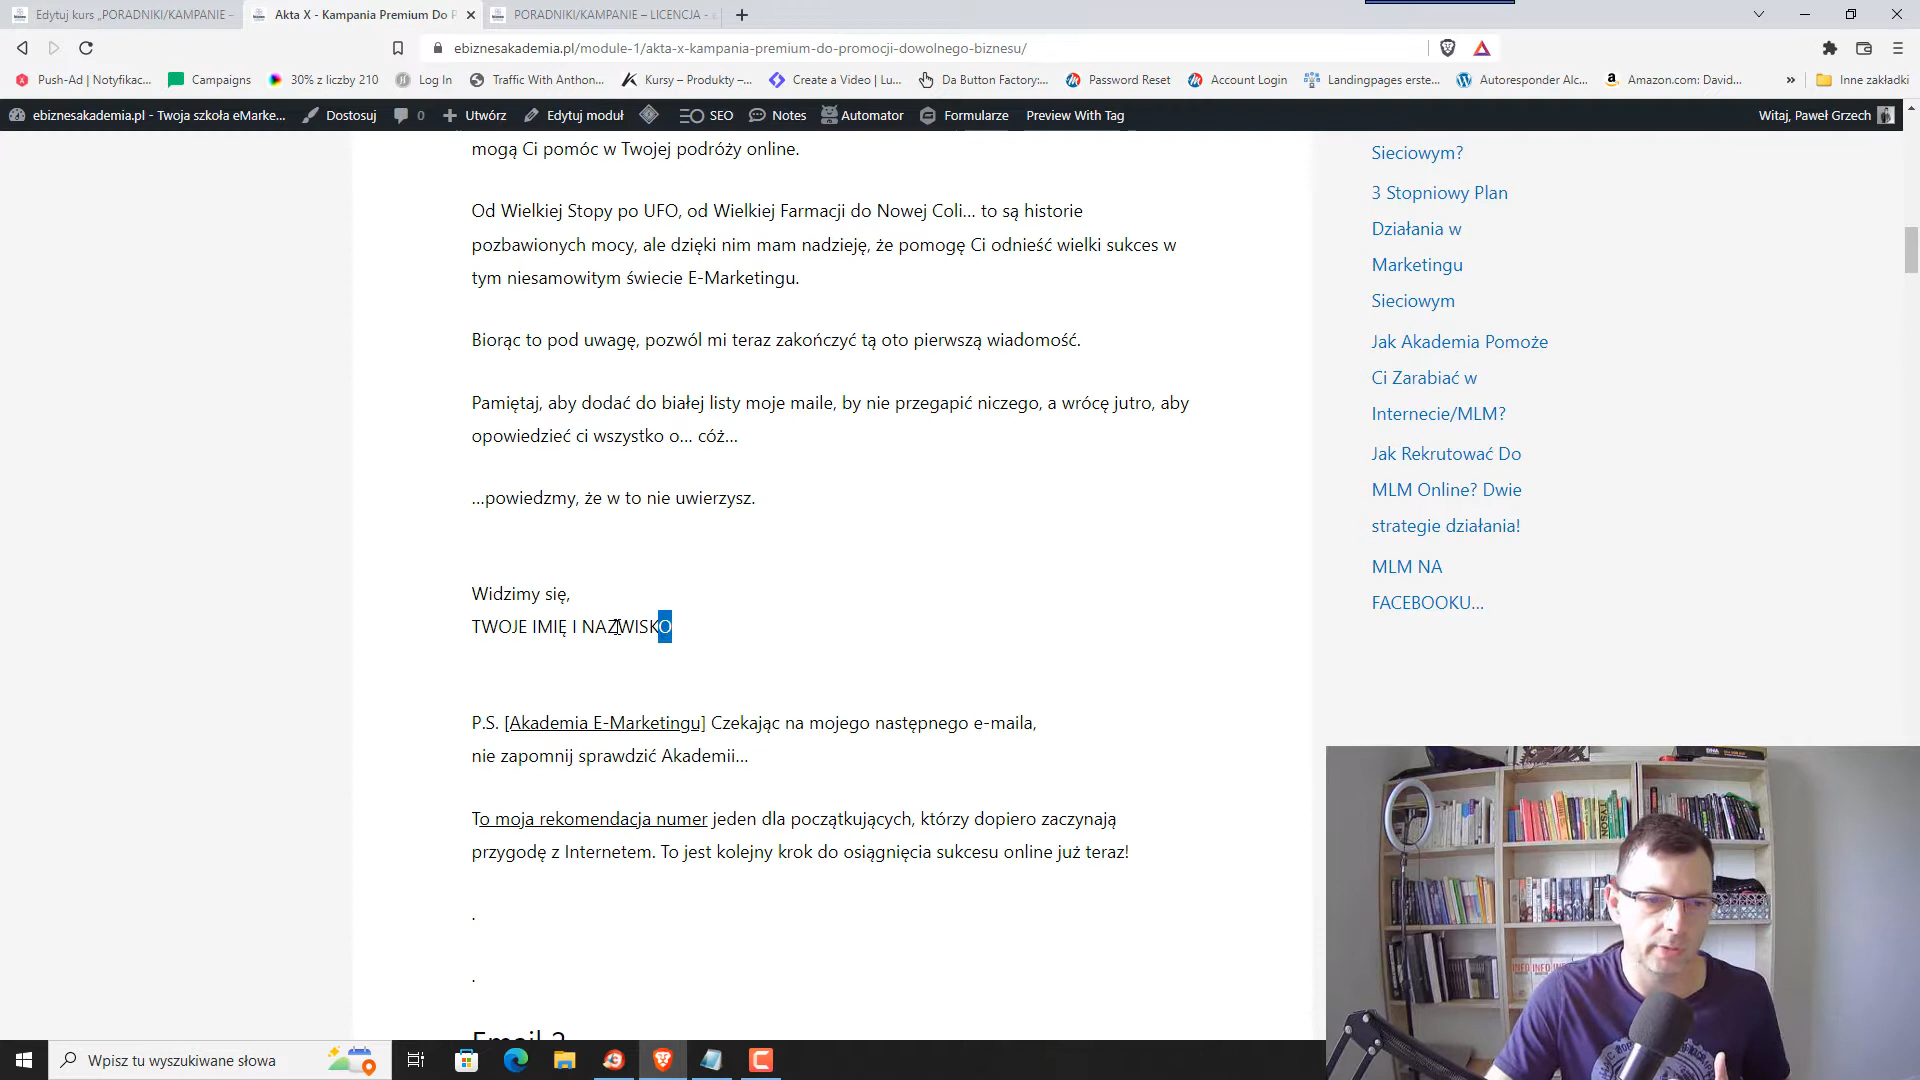 Edytuj kurs „PORADNIKI/KAMPANIE –
Akta X - Kampania Premium Do P
PORADNIKI/KAMPANIE – LICENCJA -
ebiznesakademia.pl/module-1/akta-x-kampania-premium-do-promocji-dowolnego-biznesu/
Push-Ad | Notyfikac... Campaigns 30% z liczby 210 Log In Traffic With Anthon... Kursy – Produkty –... Create a Video | Lu... Da Button Factory:... Password Reset Account Login Landingpages erste... Autoresponder Alc... Amazon.com: David... » Inne zakładki
ebiznesakademia.pl - Twoja szkoła eMarke... Dostosuj 0 Utwórz Edytuj moduł SEO Notes Automator Formularze Preview With Tag Witaj, Paweł Grzech
mogą Ci pomóc w Twojej podróży online.
Od Wielkiej Stopy po UFO, od Wielkiej Farmacji do Nowej Coli... to są historie
pozbawionych mocy, ale dzięki nim mam nadzieję, że pomogę Ci odnieść wielki sukces w
tym niesamowitym świecie E-Marketingu.
Biorąc to pod uwagę, pozwól mi teraz zakończyć tą oto pierwszą wiadomość.
Pamiętaj, aby dodać do białej listy moje maile, by nie przegapić niczego, a wrócę jutro, aby
opowiedzieć ci wszystko o... cóż...
...powiedzmy, że w to nie uwierzysz.
Widzimy się,
TWOJE IMIĘ I NAZWISKO
P.S. [Akademia E-Marketingu] Czekając na mojego następnego e-maila,
nie zapomnij sprawdzić Akademii...
To moja rekomendacja numer jeden dla początkujących, którzy dopiero zaczynają
przygodę z Internetem. To jest kolejny krok do osiągnięcia sukcesu online już teraz!
.
.
Email 2
Sieciowym?
3 Stopniowy Plan
Działania w
Marketingu
Sieciowym
Jak Akademia Pomoże
Ci Zarabiać w
Internecie/MLM?
Jak Rekrutować Do
MLM Online? Dwie
strategie działania!
MLM NA
FACEBOOKU...
Wpisz tu wyszukiwane słowa